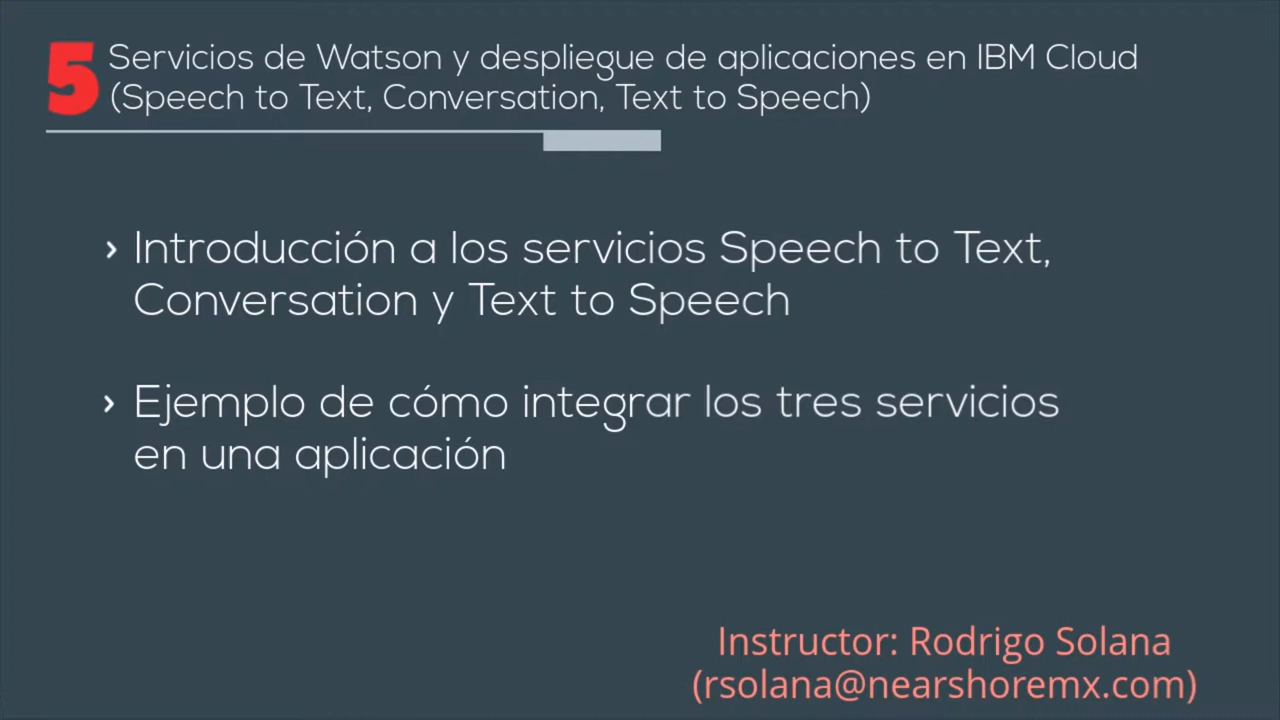 5 Servicios de Watson y despliegue de aplicaciones en IBM Cloud
(Speech to Text, Conversation, Text to Speech)
› Introducción a los servicios Speech to Text,
Conversation y Text to Speech
› Ejemplo de cómo integrar los tres servicios
en una aplicación
Instructor: Rodrigo Solana
(rsolana@nearshoremx.com)